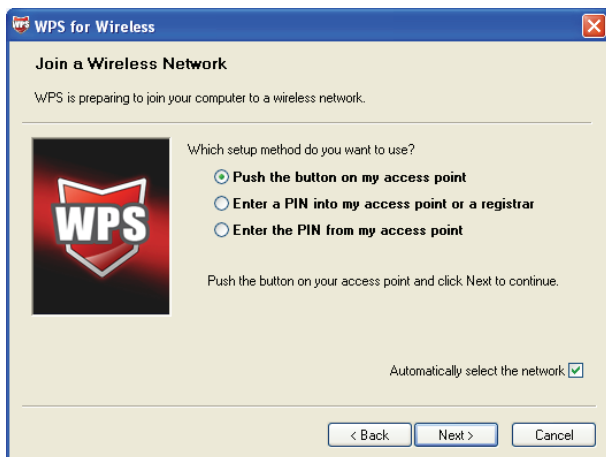 WPS for Wireless
Join a Wireless Network
WPS is preparing to join your computer to a wireless network.
Which setup method do you want to use?
Push the button on my access point
Enter a PIN into my access point or a registrar
Enter the PIN from my access point
WPS
Push the button on your access point and click Next to continue.
Automatically select the network
< Back
Next >
Cancel